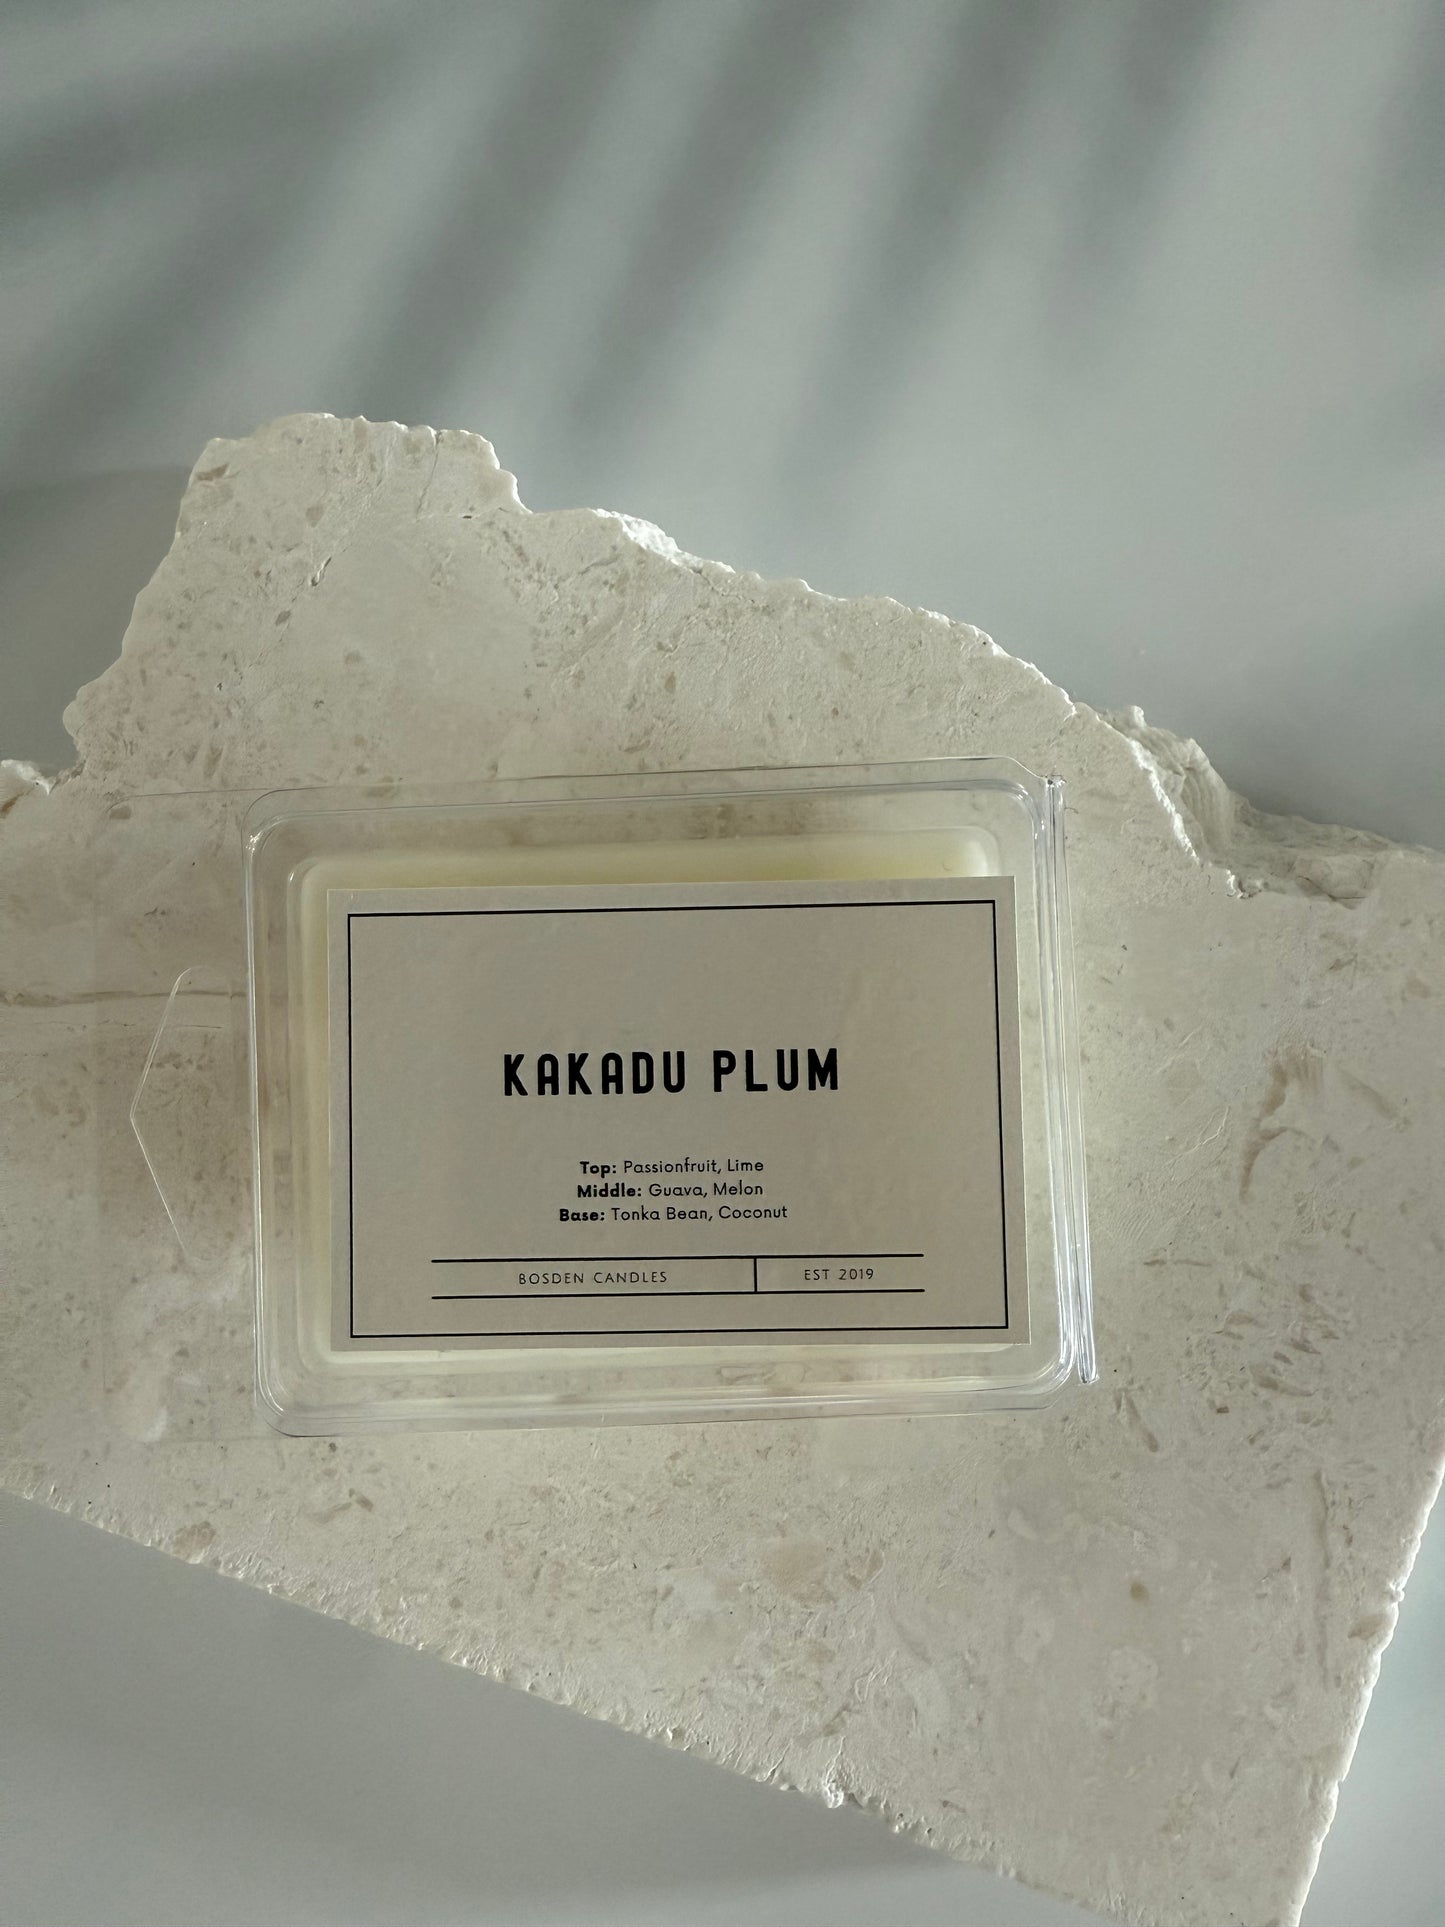 KAKADU PLUM
Top: Passionfruit, Lime
Middle: Guava, Melon
Base: Tonka Bean, Coconut
BOSDEN CANDLES EST 2019